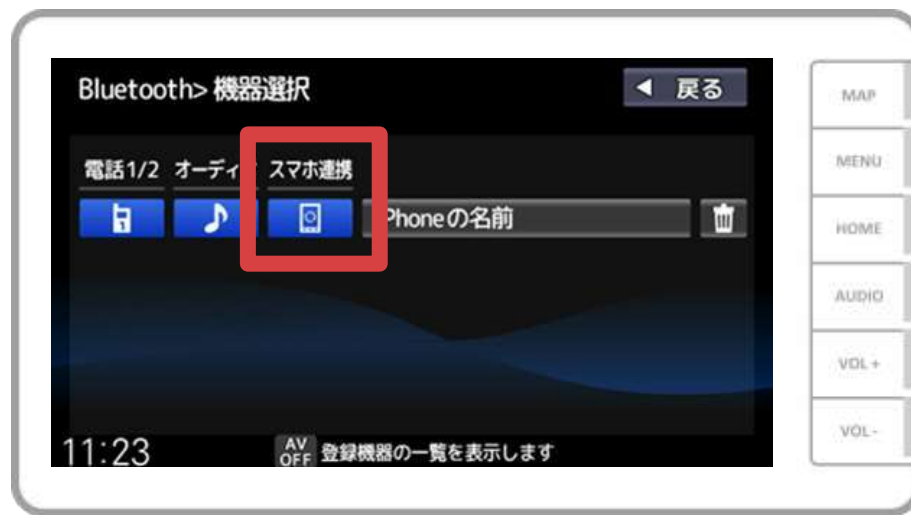 Bluetooth> 機器選択
◀ 戻る
電話1/2 オーディ スマホ連携
1
Phoneの名前
11:23
AV OFF 登録機器の一覧を表示します
MAP
MENU
HOME
AUDIO
VOL +
VOL -